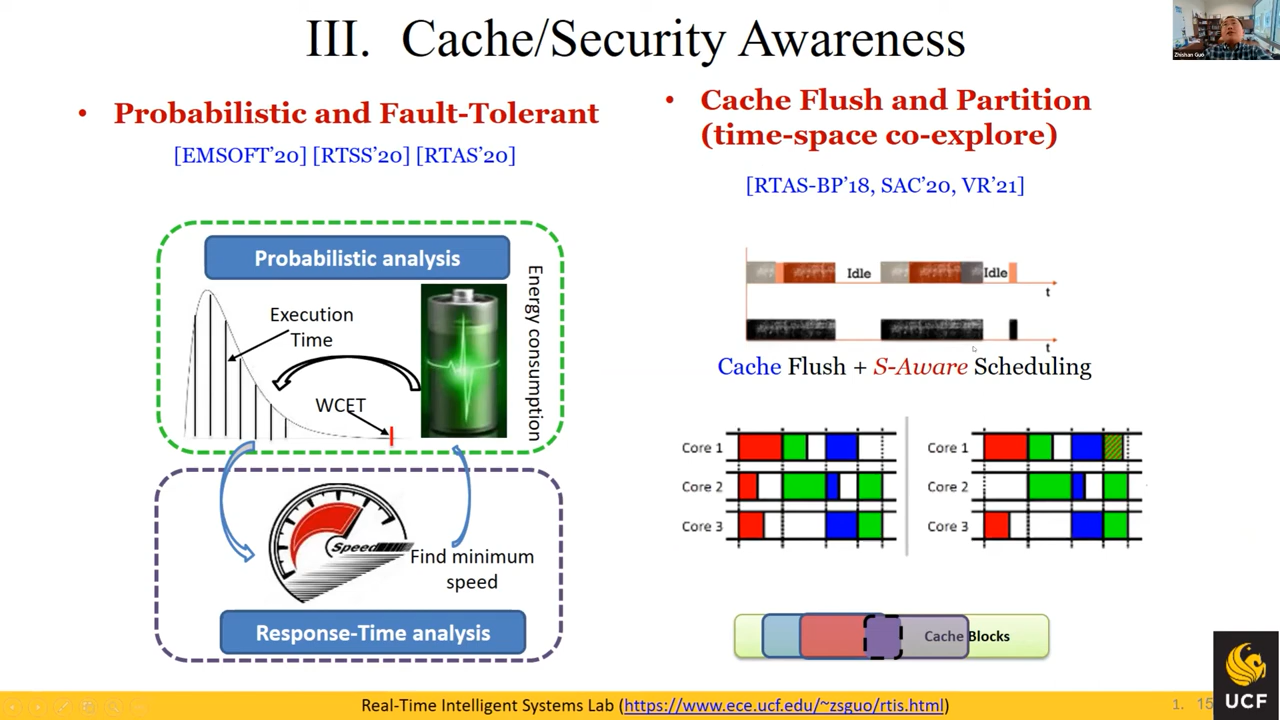 III. Cache/Security Awareness
Zhishan Guo
• Probabilistic and Fault-Tolerant
[EMSOFT'20] [RTSS'20] [RTAS'20]
Probabilistic analysis
Execution
Time
WCET
Energy consumption
Speed
Find minimum
speed
Response-Time analysis
• Cache Flush and Partition
(time-space co-explore)
[RTAS-BP'18, SAC'20, VR'21]
Idle
Idle
t
t
Cache Flush + S-Aware Scheduling
Core 1
Core 2
Core 3
Core 1
Core 2
Core 3
Cache Blocks
Real-Time Intelligent Systems Lab (https://www.ece.ucf.edu/~zsguo/rtis.html)
1. 15
UCF